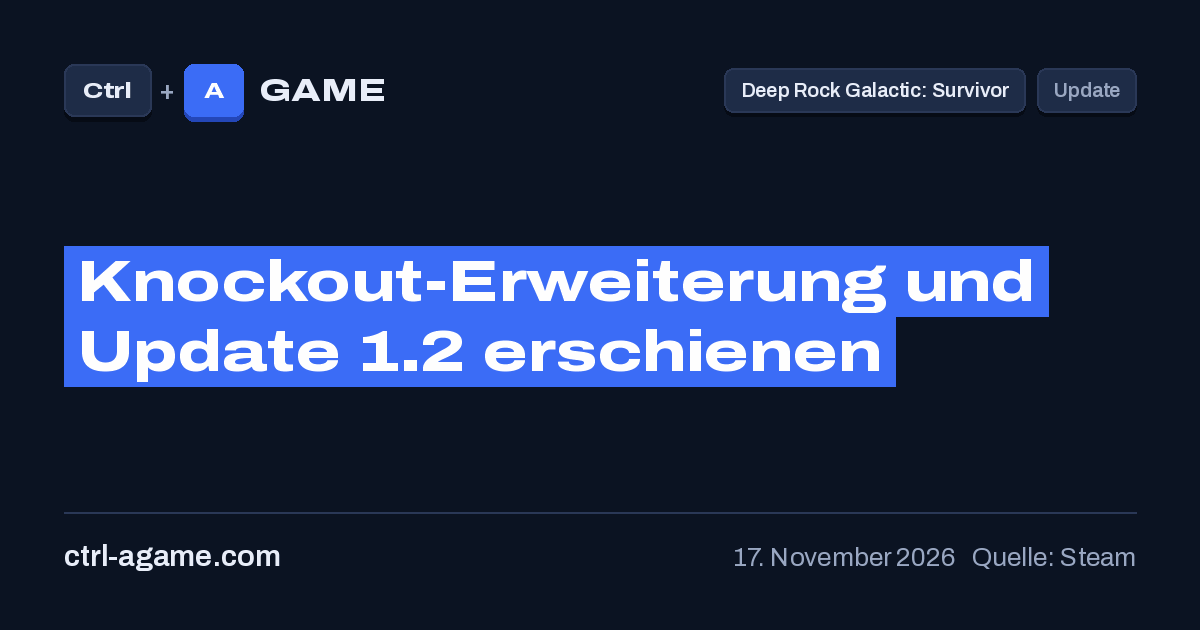 Ctrl + A GAME
Deep Rock Galactic: Survivor
Update
Knockout-Erweiterung und
Update 1.2 erschienen
ctrl-agame.com
17. November 2026 Quelle: Steam